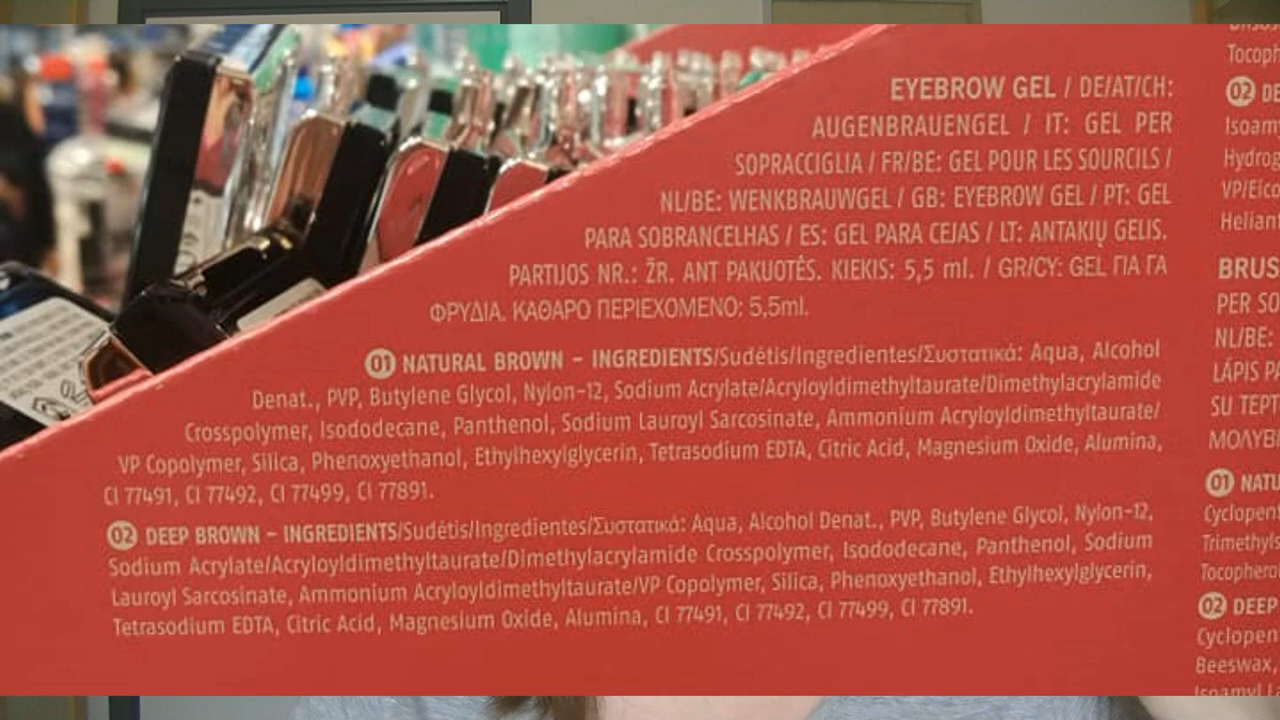 EYEBROW GEL / DE/AT/CH:
AUGENBRAUENGEL / IT: GEL PER
SOPRACCIGLIA / FR/BE: GEL POUR LES SOURCILS /
NL/BE: WENKBRAUWGEL / GB: EYEBROW GEL / PT: GEL
PARA SOBRANCELHAS / ES: GEL PARA CEJAS / LT: ANTAKIŲ GELIS.
PARTIJOS NR.: ŽR. ANT PAKUOTĖS. KIEKIS: 5,5 ml. / GR/CY: GEL ΓΙΑ ΓΑ
ΦΡΥΔΙΑ. ΚΑΘΑΡΟ ΠΕΡΙΕΧΟΜΕΝΟ: 5,5ml.
01 NATURAL BROWN – INGREDIENTS/Sudėtis/Ingredientes/Συστατικά: Aqua, Alcohol
Denat., PVP, Butylene Glycol, Nylon-12, Sodium Acrylate/Acryloyldimethyltaurate/Dimethylacrylamide
Crosspolymer, Isododecane, Panthenol, Sodium Lauroyl Sarcosinate, Ammonium Acryloyldimethyltaurate/
VP Copolymer, Silica, Phenoxyethanol, Ethylhexylglycerin, Tetrasodium EDTA, Citric Acid, Magnesium Oxide, Alumina,
CI 77491, CI 77492, CI 77499, CI 77891.
02 DEEP BROWN – INGREDIENTS/Sudėtis/Ingredientes/Συστατικά: Aqua, Alcohol Denat., PVP, Butylene Glycol, Nylon-12,
Sodium Acrylate/Acryloyldimethyltaurate/Dimethylacrylamide Crosspolymer, Isododecane, Panthenol, Sodium
Lauroyl Sarcosinate, Ammonium Acryloyldimethyltaurate/VP Copolymer, Silica, Phenoxyethanol, Ethylhexylglycerin,
Tetrasodium EDTA, Citric Acid, Magnesium Oxide, Alumina, CI 77491, CI 77492, CI 77499, CI 77891.
Tocoph
02 DE
Isoam
Hydrog
VP/Eico
Helian
BRUS
PER SO
NL/BE:
LÁPIS PA
SU TEPT
ΜΟΛΥΒ
01 NATU
Cyclopen
Trimethyls
Tocophero
02 DEEP
Cyclopen
Beeswax,
Isoamyl La